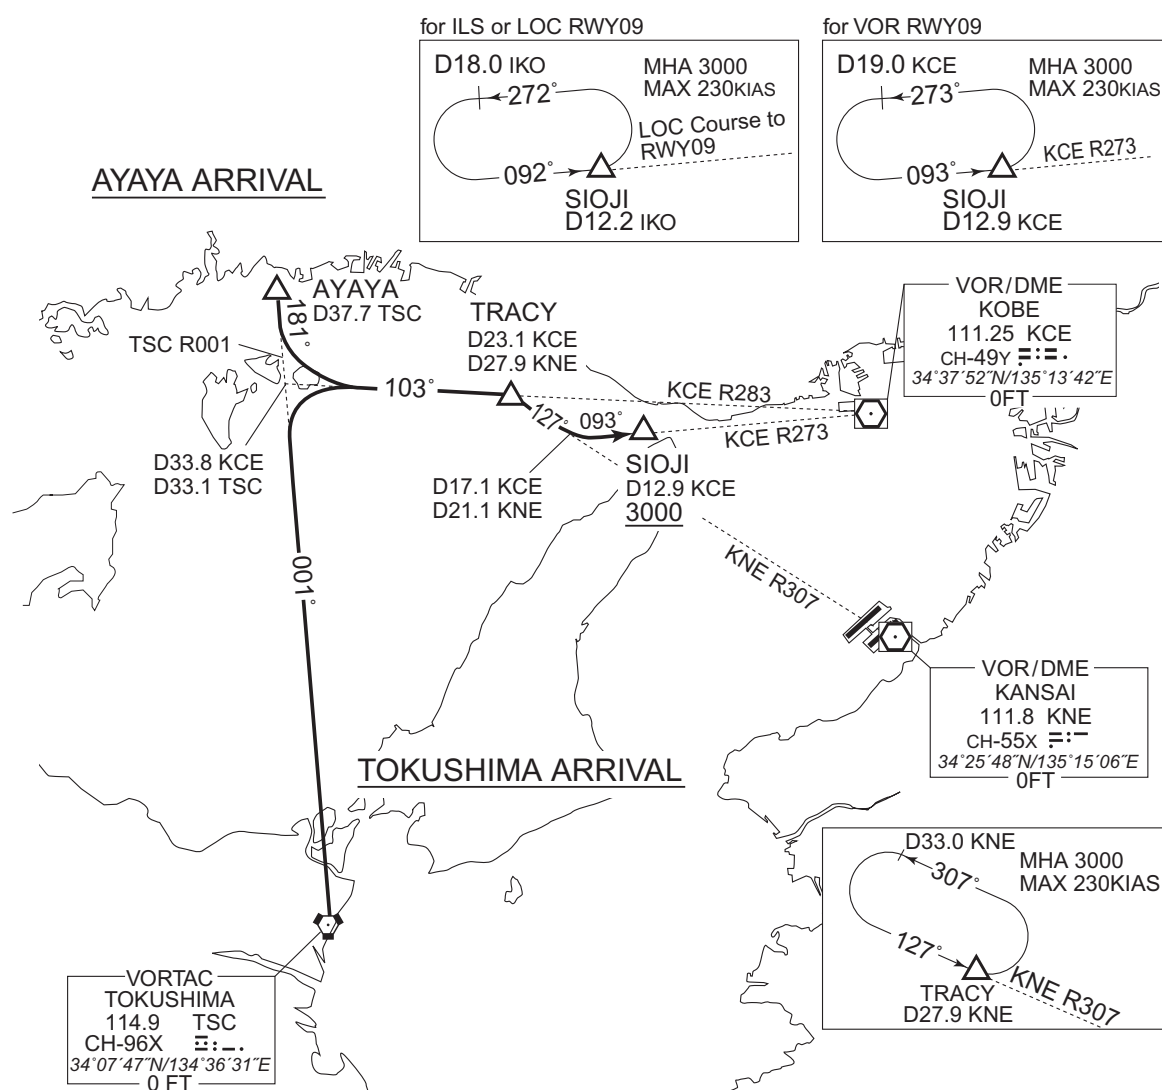 for ILS or LOC RWY09
D18.0 IKO
MHA 3000
MAX 230KIAS
272°
LOC Course to
RWY09
092°
SIOJI
D12.2 IKO
for VOR RWY09
D19.0 KCE
MHA 3000
MAX 230KIAS
273°
KCE R273
093°
SIOJI
D12.9 KCE
AYAYA ARRIVAL
AYAYA
D37.7 TSC
181°
TSC R001
TRACY
D23.1 KCE
D27.9 KNE
103°
KCE R283
127°
093°
KCE R273
VOR/DME
KOBE
111.25 KCE
CH-49Y
34°37´52˝N/135°13´42˝E
0FT
D33.8 KCE
D33.1 TSC
D17.1 KCE
D21.1 KNE
SIOJI
D12.9 KCE
3000
001°
KNE R307
VOR/DME
KANSAI
111.8 KNE
CH-55X
34°25´48˝N/135°15´06˝E
0FT
TOKUSHIMA ARRIVAL
D33.0 KNE
MHA 3000
MAX 230KIAS
307°
127°
TRACY
D27.9 KNE
KNE R307
VORTAC
TOKUSHIMA
114.9 TSC
CH-96X
34°07´47˝N/134°36´31˝E
0 FT